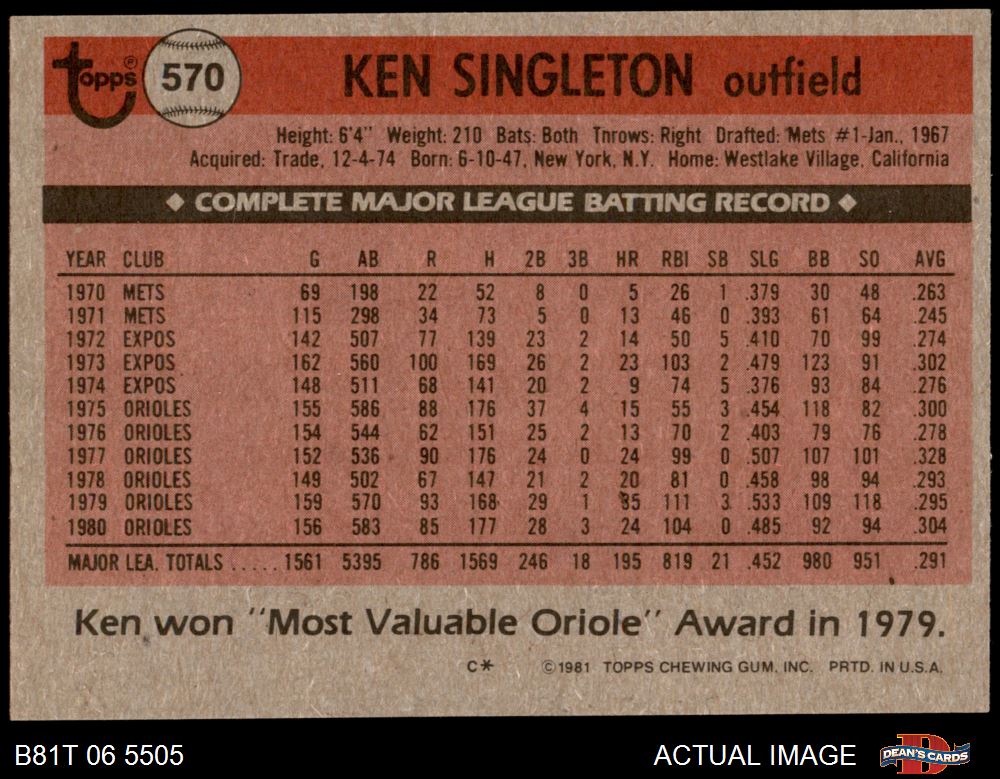 topps® 570 KEN SINGLETON outfield
Height: 6'4" Weight: 210 Bats: Both Throws: Right Drafted: Mets #1-Jan., 1967
Acquired: Trade, 12-4-74 Born: 6-10-47, New York, N.Y. Home: Westlake Village, California
◆ COMPLETE MAJOR LEAGUE BATTING RECORD ◆
YEAR CLUB G AB R H 2B 3B HR RBI SB SLG BB SO AVG
1970 METS 69 198 22 52 8 0 5 26 1 .379 30 48 .263
1971 METS 115 298 34 73 5 0 13 46 0 .393 61 64 .245
1972 EXPOS 142 507 77 139 23 2 14 50 5 .410 70 99 .274
1973 EXPOS 162 560 100 169 26 2 23 103 2 .479 123 91 .302
1974 EXPOS 148 511 68 141 20 2 9 74 5 .376 93 84 .276
1975 ORIOLES 155 586 88 176 37 4 15 55 3 .454 118 82 .300
1976 ORIOLES 154 544 62 151 25 2 13 70 2 .403 79 76 .278
1977 ORIOLES 152 536 90 176 24 0 24 99 0 .507 107 101 .328
1978 ORIOLES 149 502 67 147 21 2 20 81 0 .458 98 94 .293
1979 ORIOLES 159 570 93 168 29 1 35 111 3 .533 109 118 .295
1980 ORIOLES 156 583 85 177 28 3 24 104 0 .485 92 94 .304
MAJOR LEA. TOTALS ..... 1561 5395 786 1569 246 18 195 819 21 .452 980 951 .291
Ken won "Most Valuable Oriole" Award in 1979.
C* ©1981 TOPPS CHEWING GUM, INC. PRTD. IN U.S.A.
B81T 06 5505 ACTUAL IMAGE DEAN'S CARDS